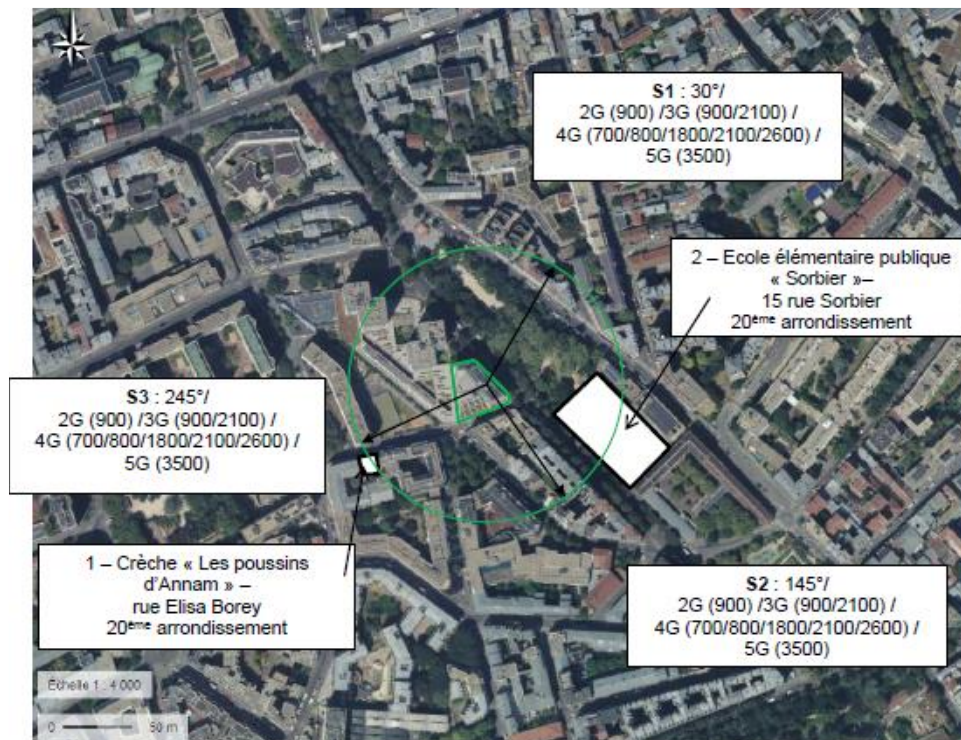 S1 : 30°/
2G (900) /3G (900/2100) /
4G (700/800/1800/2100/2600) /
5G (3500)
2 – Ecole élémentaire publique
« Sorbier »–
15 rue Sorbier
20ème arrondissement
S3 : 245°/
2G (900) /3G (900/2100) /
4G (700/800/1800/2100/2600) /
5G (3500)
1 – Crèche « Les poussins
d'Annam » –
rue Elisa Borey
20ème arrondissement
S2 : 145°/
2G (900) /3G (900/2100) /
4G (700/800/1800/2100/2600) /
5G (3500)
Échelle 1 : 4 000
0 50 m